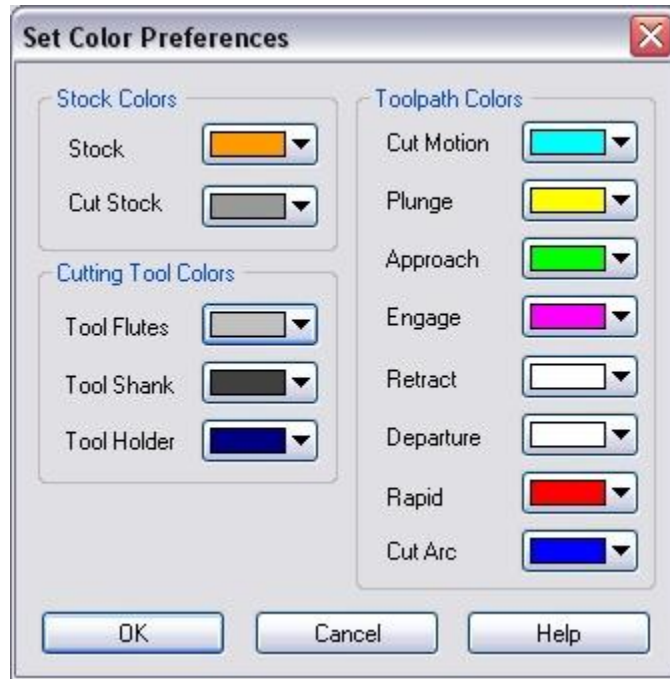 Set Color Preferences
Stock Colors
Stock
Cut Stock
Cutting Tool Colors
Tool Flutes
Tool Shank
Tool Holder
Toolpath Colors
Cut Motion
Plunge
Approach
Engage
Retract
Departure
Rapid
Cut Arc
OK
Cancel
Help